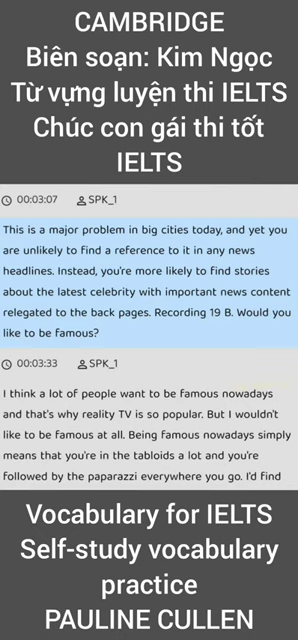 CAMBRIDGE
Biên soạn: Kim Ngọc
Từ vựng luyện thi IELTS
Chúc con gái thi tốt
IELTS
00:03:07 SPK_1
This is a major problem in big cities today, and yet you
are unlikely to find a reference to it in any news
headlines. Instead, you're more likely to find stories
about the latest celebrity with important news content
relegated to the back pages. Recording 19 B. Would you
like to be famous?
00:03:33 SPK_1
I think a lot of people want to be famous nowadays
and that's why reality TV is so popular. But I wouldn't
like to be famous at all. Being famous nowadays simply
means that you're in the tabloids a lot and you're
followed by the paparazzi everywhere you go. I'd find
Vocabulary for IELTS
Self-study vocabulary
practice
PAULINE CULLEN